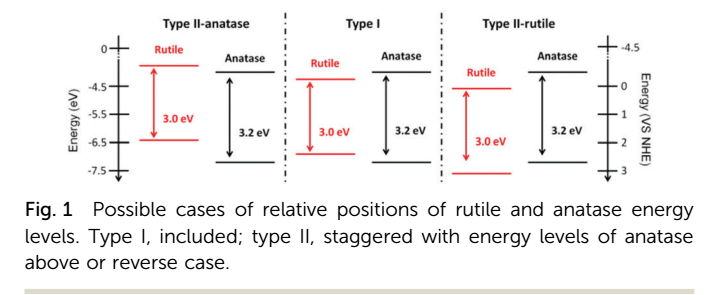 Type II-anatase Type I Type II-rutile
0 -4.5
Rutile Anatase Rutile Anatase Rutile Anatase
-4.5 0
-5.5 1
3.0 eV 3.2 eV 3.0 eV 3.2 eV 3.0 eV 3.2 eV
-6.5 2
-7.5 3
Energy (eV)
Energy (VS NHE)
Fig. 1 Possible cases of relative positions of rutile and anatase energy
levels. Type I, included; type II, staggered with energy levels of anatase
above or reverse case.